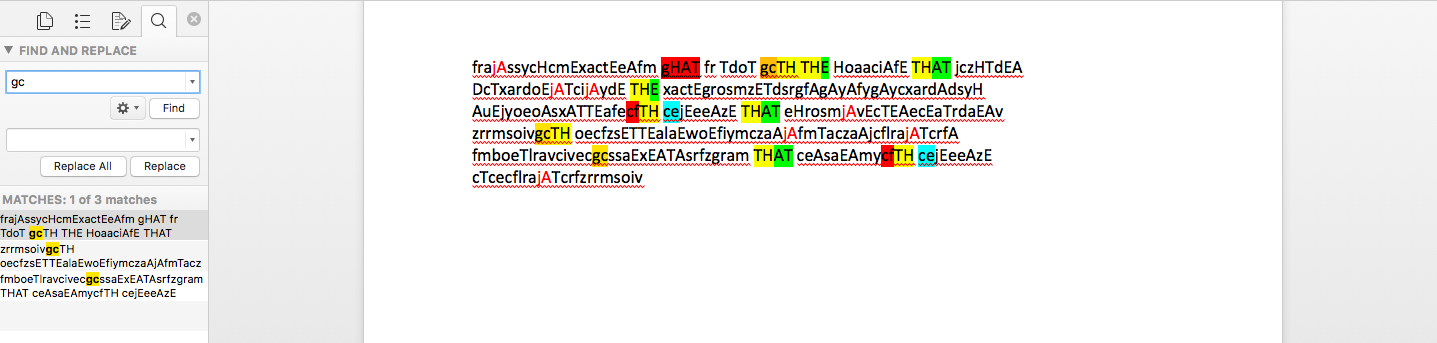 FIND AND REPLACE
gc
Find
Replace All
Replace
MATCHES: 1 of 3 matches
frajAssycHcmExactEeAfm gHAT fr
TdoT gcTH THE HoaaciAfE THAT
zrrmsoivgcTH
oecfzsETTEalaEwoEfiymczaAjAfmTacz
fmboeTlravcivecgcssaExEATAsrfzgram
THAT ceAsaEAmycfTH cejEeeAzE
frajAssycHcmExactEeAfm gHAT fr TdoT gcTH THE HoaaciAfE THAT jczHTdEA
DcTxardoEjATcijAydE THE xactEgrosmzETdsrgfAgAyAfygAycxardAdsyH
AuEjyoeoAsxATTEafecfTH cejEeeAzE THAT eHrosmjAvEcTEAecEaTrdaEAv
zrrmsoivgcTH oecfzsETTEalaEwoEfiymczaAjAfmTaczaAjcflrajATcrfA
fmboeTlravcivecgcssaExEATAsrfzgram THAT ceAsaEAmycfTH cejEeeAzE
cTcecflrajATcrfzrrmsoiv